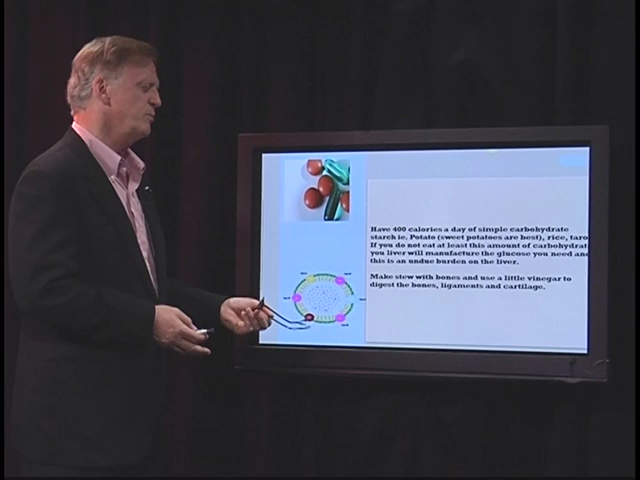 Have 400 calories a day of simple carbohydrate
starch ie. Potato (sweet potatoes are best), rice, taro
If you do not eat at least this amount of carbohydrate
you liver will manufacture the glucose you need and
this is an undue burden on the liver.
Make stew with bones and use a little vinegar to
digest the bones, ligaments and cartilage.